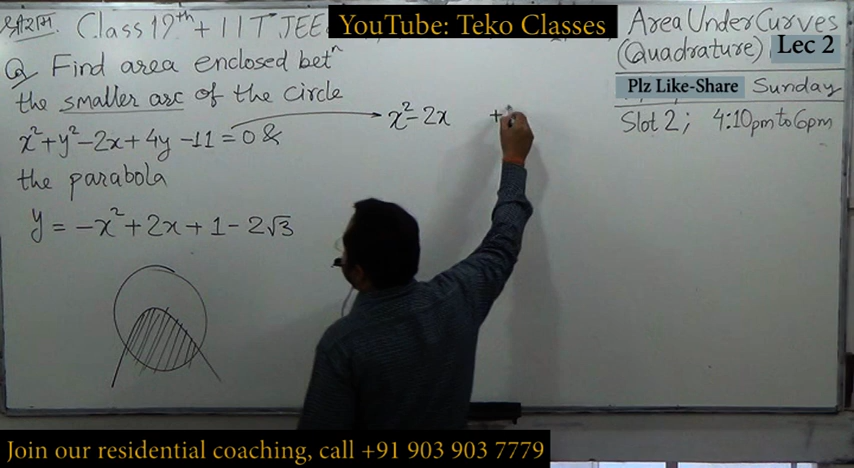 Class 12th + IIT JEE
YouTube: Teko Classes
Area Under Curves
(Quadrature) Lec 2
Plz Like-Share Sunday
Slot 2; 4:10pm to 6pm
Q Find area enclosed betn
the smaller arc of the circle
x²+y²-2x+4y-11=0 &
the parabola
y = -x²+2x+1-2√3
x²-2x +
Join our residential coaching, call +91 903 903 7779